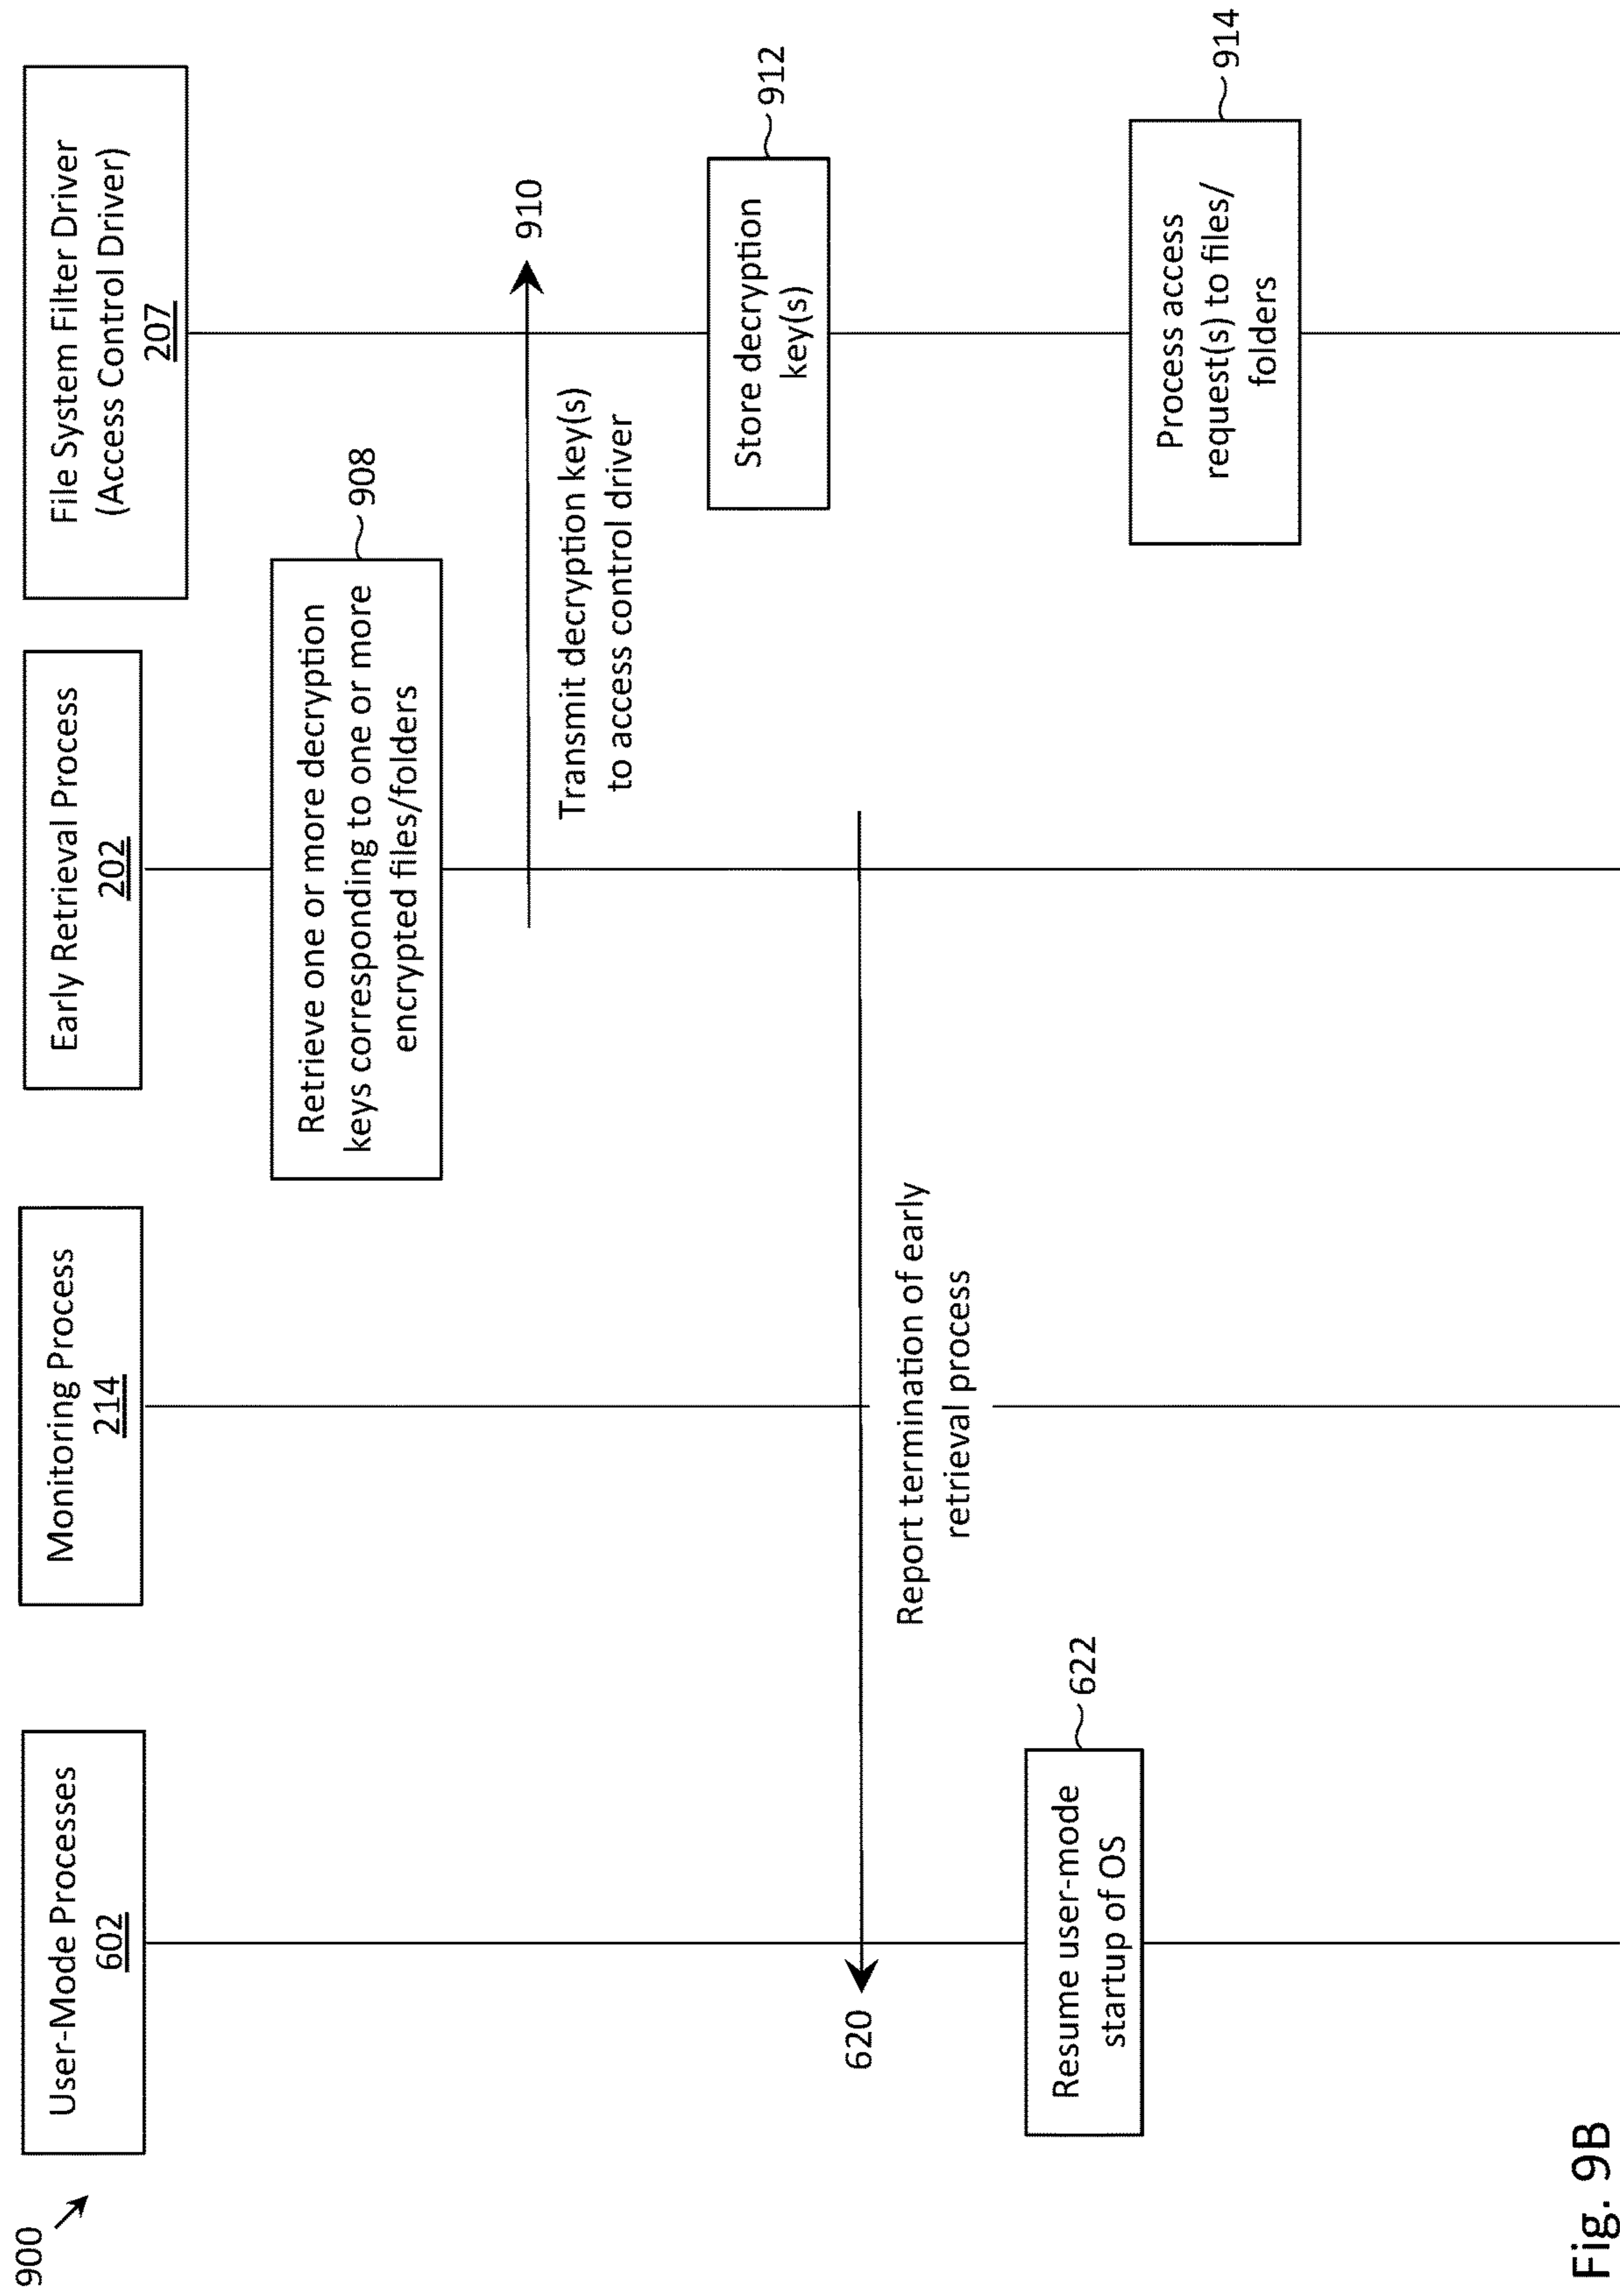 900
User-Mode Processes
602
Monitoring Process
214
Early Retrieval Process
202
File System Filter Driver
(Access Control Driver)
207
Retrieve one or more decryption
keys corresponding to one or more
encrypted files/folders
908
910
Transmit decryption key(s)
to access control driver
Store decryption
key(s)
912
620
Report termination of early
retrieval process
Resume user-mode
startup of OS
622
Process access
request(s) to files/
folders
914
Fig. 9B